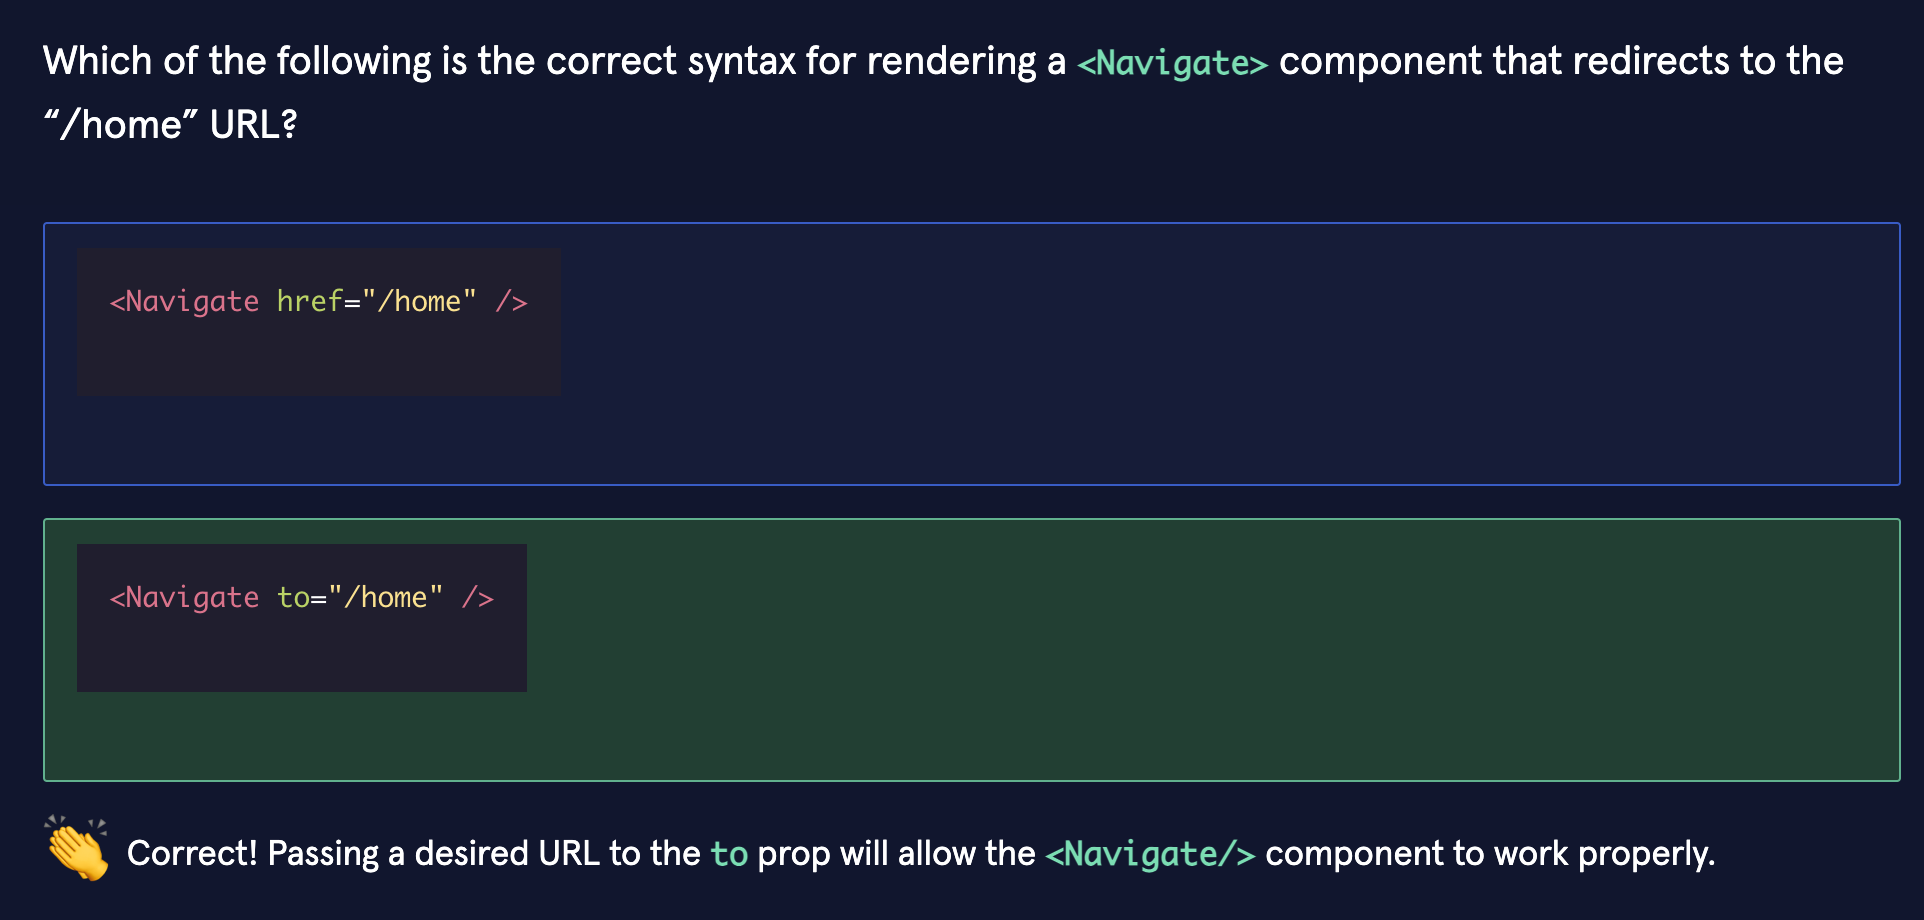 Which of the following is the correct syntax for rendering a <Navigate> component that redirects to the
“/home” URL?
<Navigate href="/home" />
<Navigate to="/home" />
Correct! Passing a desired URL to the to prop will allow the <Navigate/> component to work properly.